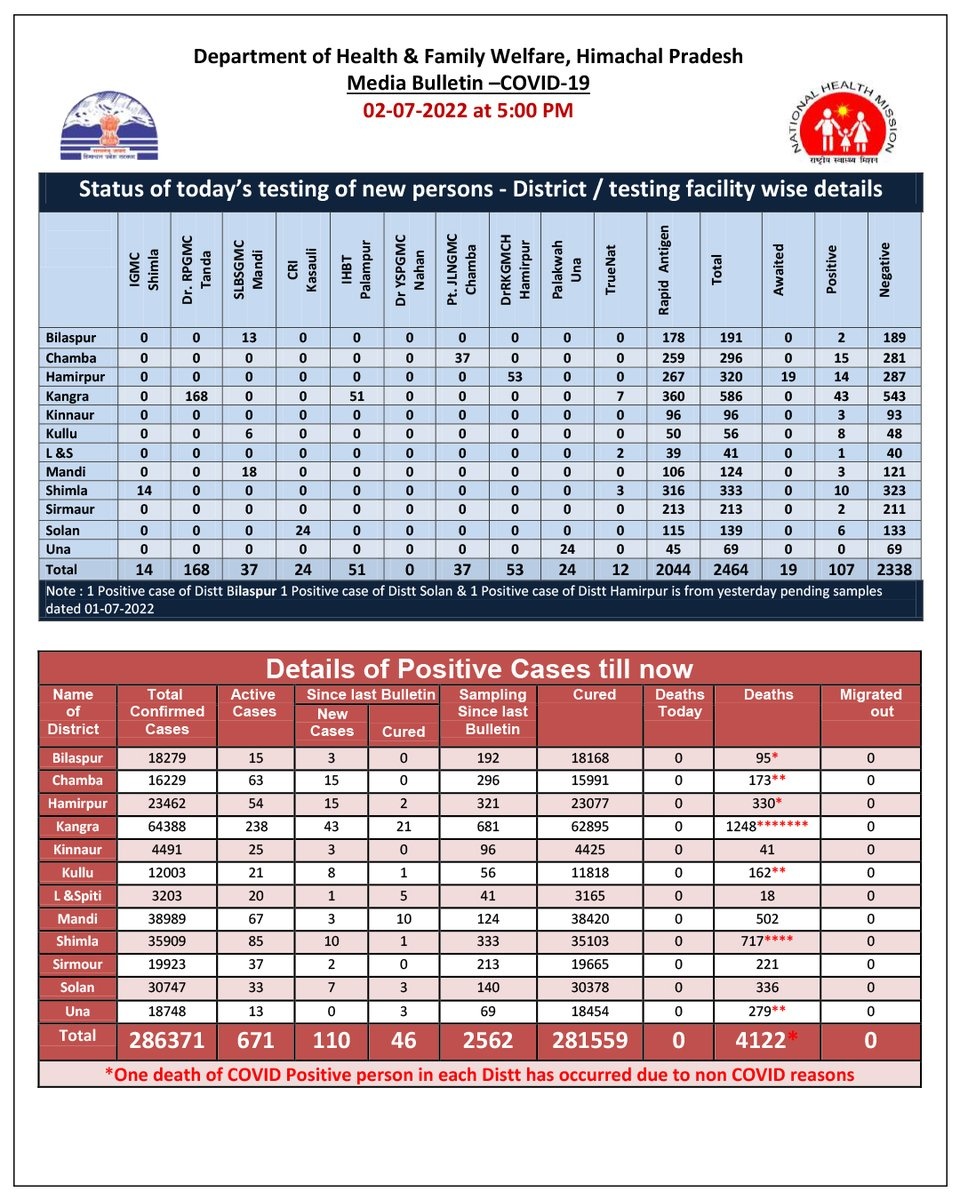 Department of Health & Family Welfare, Himachal Pradesh
Media Bulletin –COVID-19
02-07-2022 at 5:00 PM
हिमाचल प्रदेश सरकार
NATIONAL HEALTH MISSION
राष्ट्रीय स्वास्थ्य मिशन
Status of today’s testing of new persons - District / testing facility wise details
IGMC Shimla Dr. RPGMC Tanda SLBSGMC Mandi CRI Kasauli IHBT Palampur Dr YSPGMC Nahan Pt. JLNGMC Chamba DrRKGMCH Hamirpur Palakwah Una TrueNat Rapid Antigen Total Awaited Positive Negative
Bilaspur 0 0 13 0 0 0 0 0 0 0 178 191 0 2 189
Chamba 0 0 0 0 0 0 37 0 0 0 259 296 0 15 281
Hamirpur 0 0 0 0 0 0 0 53 0 0 267 320 19 14 287
Kangra 0 168 0 0 51 0 0 0 0 7 360 586 0 43 543
Kinnaur 0 0 0 0 0 0 0 0 0 0 96 96 0 3 93
Kullu 0 0 6 0 0 0 0 0 0 0 50 56 0 8 48
L &S 0 0 0 0 0 0 0 0 0 2 39 41 0 1 40
Mandi 0 0 18 0 0 0 0 0 0 0 106 124 0 3 121
Shimla 14 0 0 0 0 0 0 0 0 3 316 333 0 10 323
Sirmaur 0 0 0 0 0 0 0 0 0 0 213 213 0 2 211
Solan 0 0 0 24 0 0 0 0 0 0 115 139 0 6 133
Una 0 0 0 0 0 0 0 0 24 0 45 69 0 0 69
Total 14 168 37 24 51 0 37 53 24 12 2044 2464 19 107 2338
Note : 1 Positive case of Distt Bilaspur 1 Positive case of Distt Solan & 1 Positive case of Distt Hamirpur is from yesterday pending samples
dated 01-07-2022
Details of Positive Cases till now
Name of District Total Confirmed Cases Active Cases Since last Bulletin New Cases Cured Sampling Since last Bulletin Cured Deaths Today Deaths Migrated out
Bilaspur 18279 15 3 0 192 18168 0 95* 0
Chamba 16229 63 15 0 296 15991 0 173** 0
Hamirpur 23462 54 15 2 321 23077 0 330* 0
Kangra 64388 238 43 21 681 62895 0 1248******* 0
Kinnaur 4491 25 3 0 96 4425 0 41 0
Kullu 12003 21 8 1 56 11818 0 162** 0
L &Spiti 3203 20 1 5 41 3165 0 18 0
Mandi 38989 67 3 10 124 38420 0 502 0
Shimla 35909 85 10 1 333 35103 0 717**** 0
Sirmour 19923 37 2 0 213 19665 0 221 0
Solan 30747 33 7 3 140 30378 0 336 0
Una 18748 13 0 3 69 18454 0 279** 0
Total 286371 671 110 46 2562 281559 0 4122* 0
*One death of COVID Positive person in each Distt has occurred due to non COVID reasons